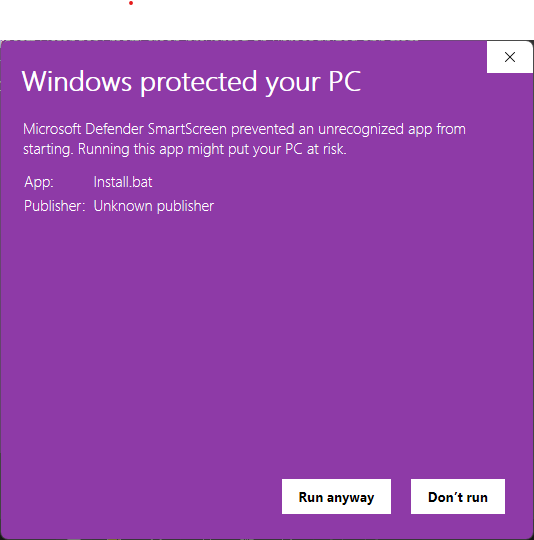 Windows protected your PC
Microsoft Defender SmartScreen prevented an unrecognized app from
starting. Running this app might put your PC at risk.
App: Install.bat
Publisher: Unknown publisher
Run anyway Don't run